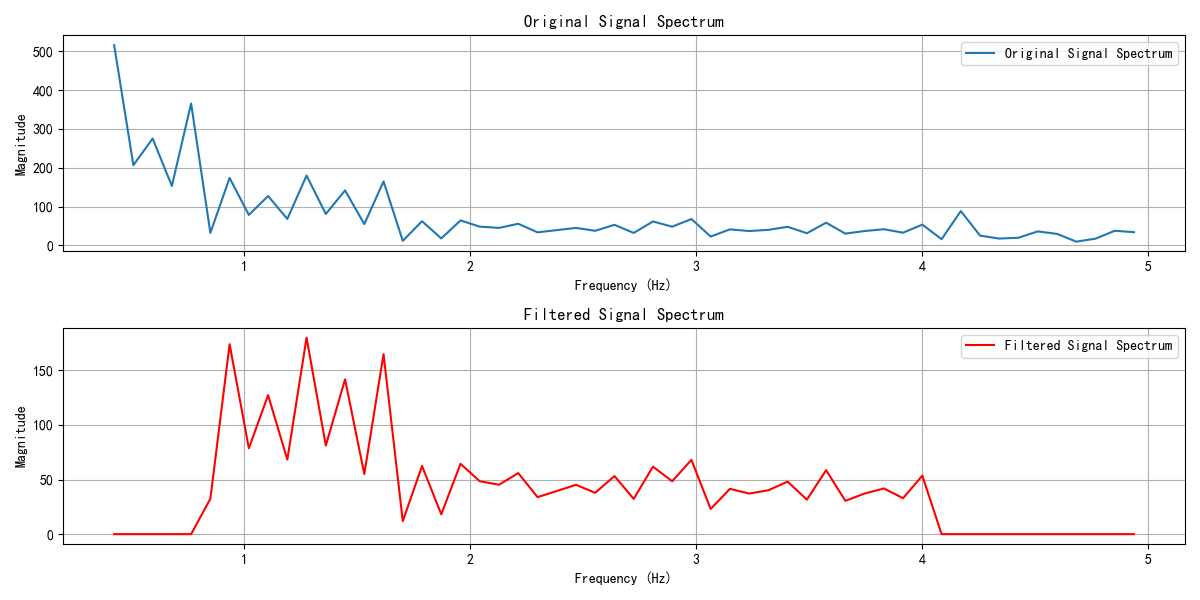 Original Signal Spectrum
Original Signal Spectrum
500
400
300
200
100
0
Magnitude
1 2 3 4 5
Frequency (Hz)
Filtered Signal Spectrum
Filtered Signal Spectrum
150
100
50
0
Magnitude
1 2 3 4 5
Frequency (Hz)